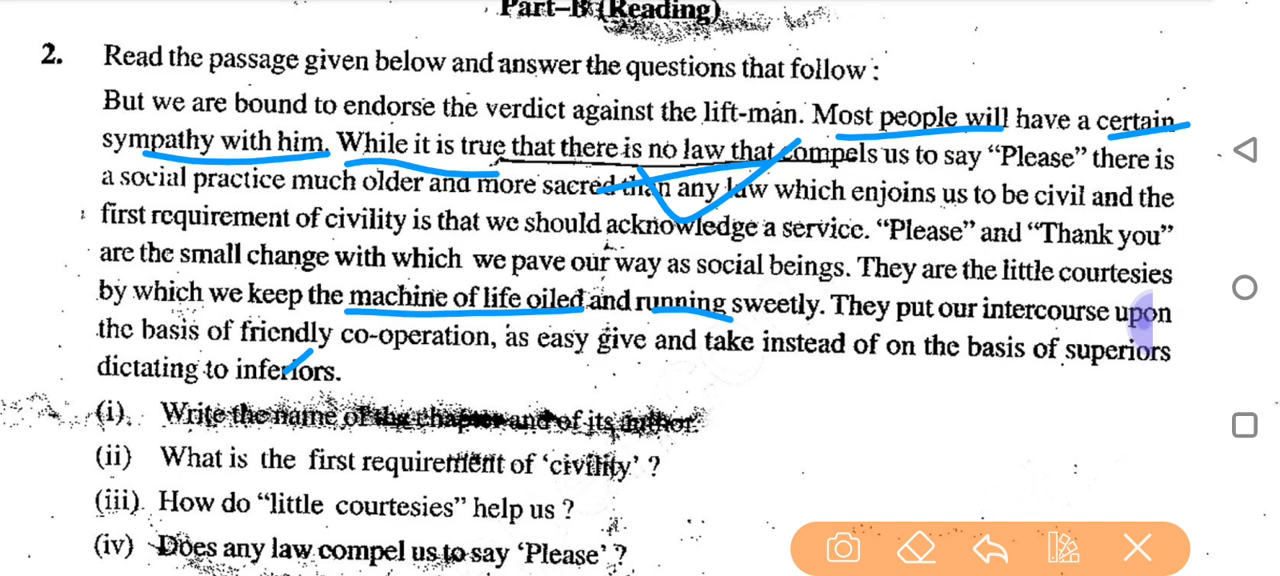 Part–B (Reading)
2. Read the passage given below and answer the questions that follow :
But we are bound to endorse the verdict against the lift-man. Most people will have a certain
sympathy with him. While it is true that there is no law that compels us to say “Please” there is
a social practice much older and more sacred than any law which enjoins us to be civil and the
first requirement of civility is that we should acknowledge a service. “Please” and “Thank you”
are the small change with which we pave our way as social beings. They are the little courtesies
by which we keep the machine of life oiled and running sweetly. They put our intercourse upon
the basis of friendly co-operation, as easy give and take instead of on the basis of superiors
dictating to inferiors.
(i). Write the name of the chapter and of its author.
(ii) What is the first requirement of ‘civility’ ?
(iii). How do “little courtesies” help us ?
(iv) Does any law compel us to say ‘Please’ ?